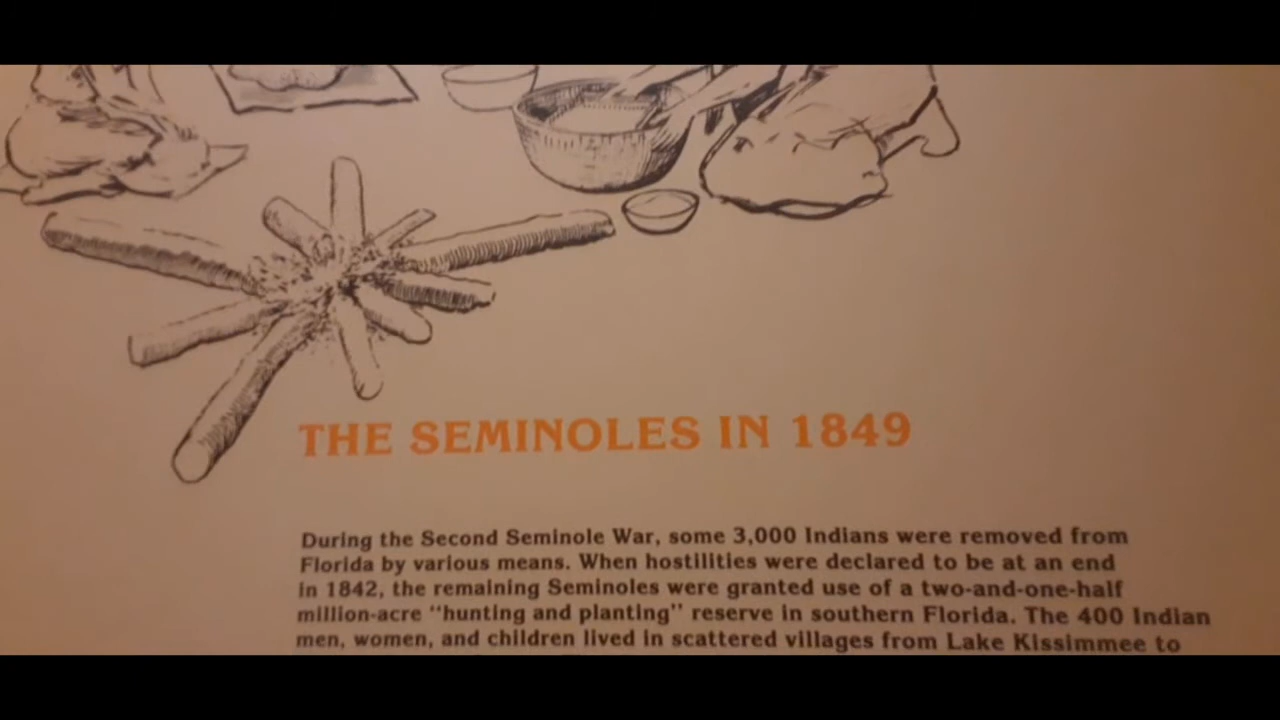 THE SEMINOLES IN 1849
During the Second Seminole War, some 3,000 Indians were removed from
Florida by various means. When hostilities were declared to be at an end
in 1842, the remaining Seminoles were granted use of a two-and-one-half
million-acre "hunting and planting" reserve in southern Florida. The 400 Indian
men, women, and children lived in scattered villages from Lake Kissimmee to